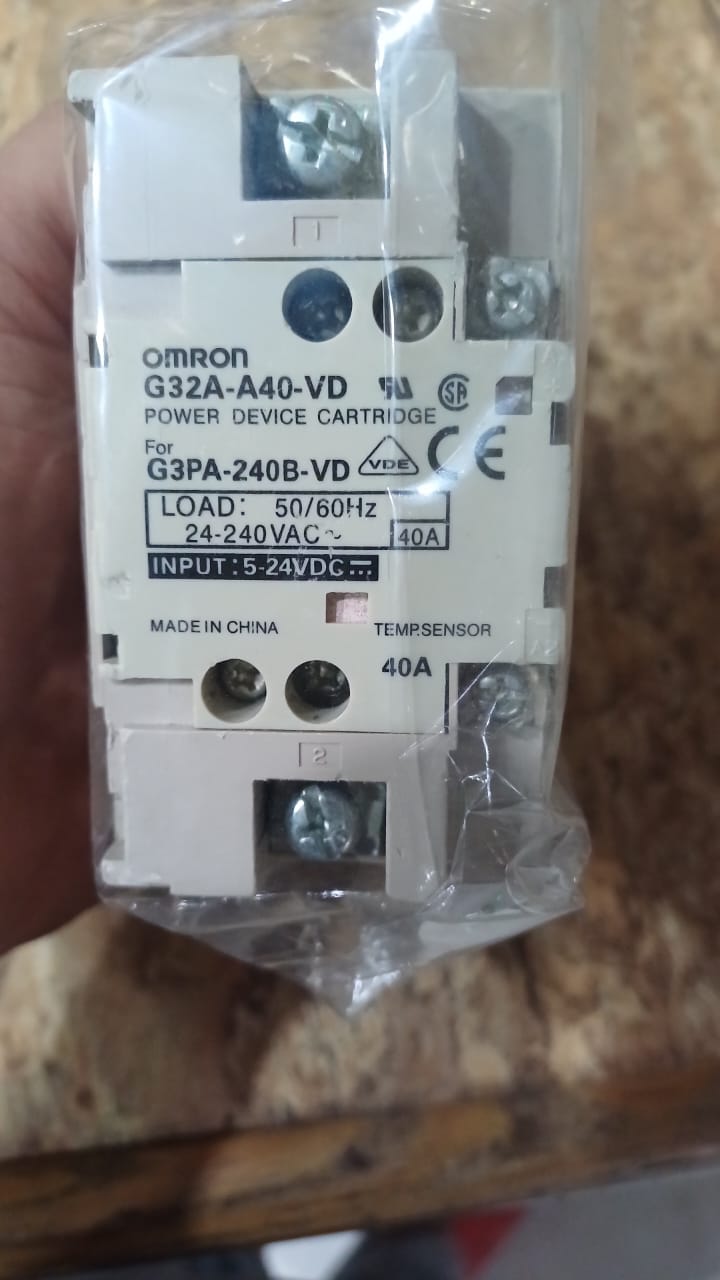 1
OMRON
G32A-A40-VD
POWER DEVICE CARTRIDGE
For
G3PA-240B-VD
VDE
CE
LOAD: 50/60Hz
24-240VAC~ 40A
INPUT:5-24VDC⎓
MADE IN CHINA
TEMP.SENSOR
40A
2